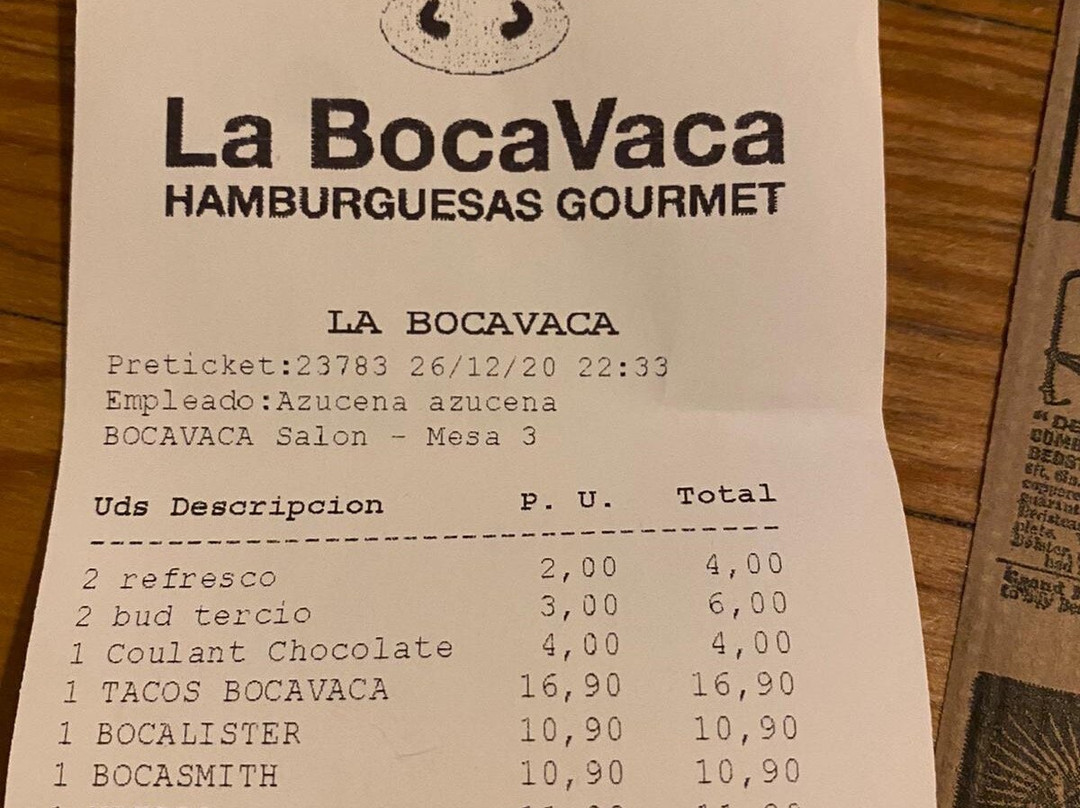 La BocaVaca
HAMBURGUESAS GOURMET
LA BOCAVACA
Preticket:23783 26/12/20 22:33
Empleado:Azucena azucena
BOCAVACA Salon - Mesa 3
Uds Descripcion P. U. Total
2 refresco 2,00 4,00
2 bud tercio 3,00 6,00
1 Coulant Chocolate 4,00 4,00
1 TACOS BOCAVACA 16,90 16,90
1 BOCALISTER 10,90 10,90
1 BOCASMITH 10,90 10,90